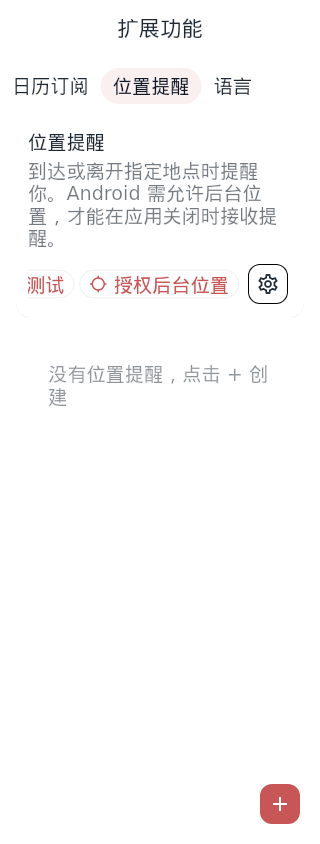 扩展功能
日历订阅 位置提醒 语言
位置提醒
到达或离开指定地点时提醒
你。Android 需允许后台位
置，才能在应用关闭时接收提
醒。
测试 授权后台位置
没有位置提醒，点击 + 创
建